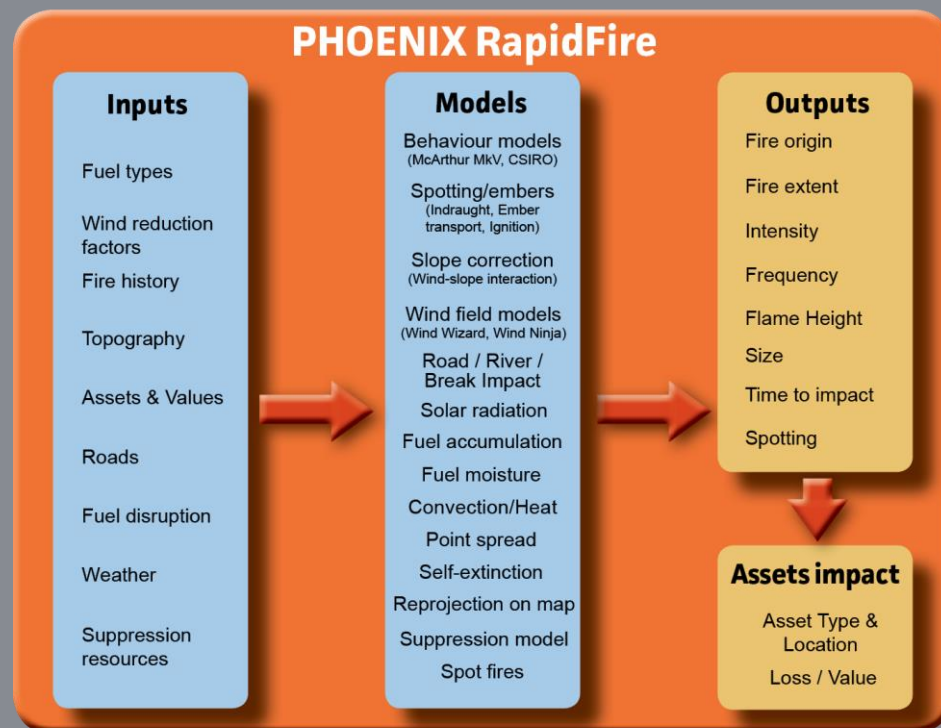 PHOENIX RapidFire
Inputs
Fuel types
Wind reduction
factors
Fire history
Topography
Assets & Values
Roads
Fuel disruption
Weather
Suppression
resources
Models
Behaviour models
(McArthur MkV, CSIRO)
Spotting/embers
(Indraught, Ember
transport, Ignition)
Slope correction
(Wind-slope interaction)
Wind field models
(Wind Wizard, Wind Ninja)
Road / River /
Break Impact
Solar radiation
Fuel accumulation
Fuel moisture
Convection/Heat
Point spread
Self-extinction
Reprojection on map
Suppression model
Spot fires
Outputs
Fire origin
Fire extent
Intensity
Frequency
Flame Height
Size
Time to impact
Spotting
Assets impact
Asset Type &
Location
Loss / Value